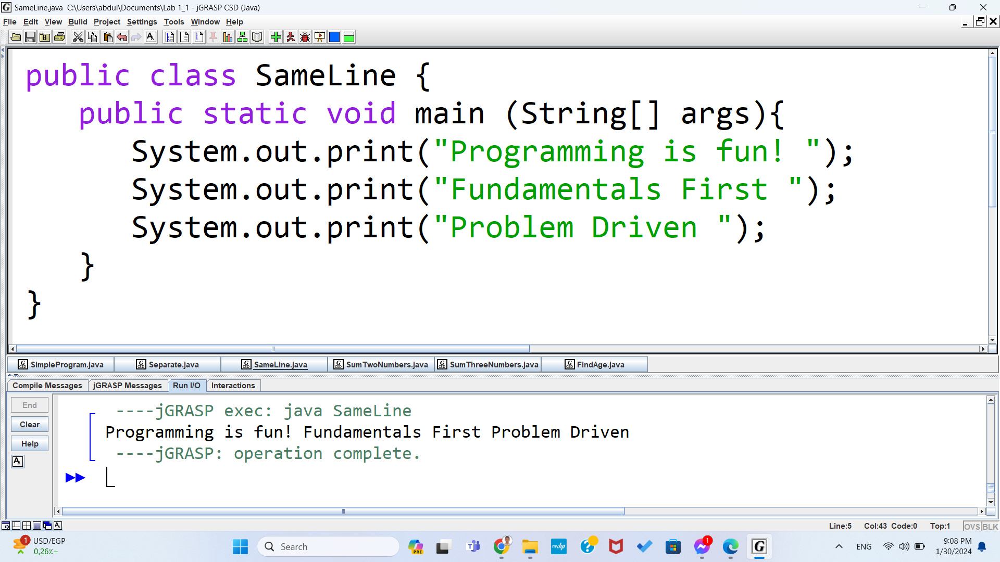 SameLine.java C:\Users\abdul\Documents\Lab 1_1 - jGRASP CSD (Java)
File Edit View Build Project Settings Tools Window Help
public class SameLine {
public static void main (String[] args){
System.out.print("Programming is fun! ");
System.out.print("Fundamentals First ");
System.out.print("Problem Driven ");
}
}
SimpleProgram.java Separate.java SameLine.java SumTwoNumbers.java SumThreeNumbers.java FindAge.java
Compile Messages jGRASP Messages Run I/O Interactions
End
Clear
Help
----jGRASP exec: java SameLine
Programming is fun! Fundamentals First Problem Driven
----jGRASP: operation complete.
Line:5 Col:43 Code:0 Top:1 OVS BLK
1 USD/EGP
0,26٪+
Search
PRE
myhp
1
ENG
9:08 PM
1/30/2024